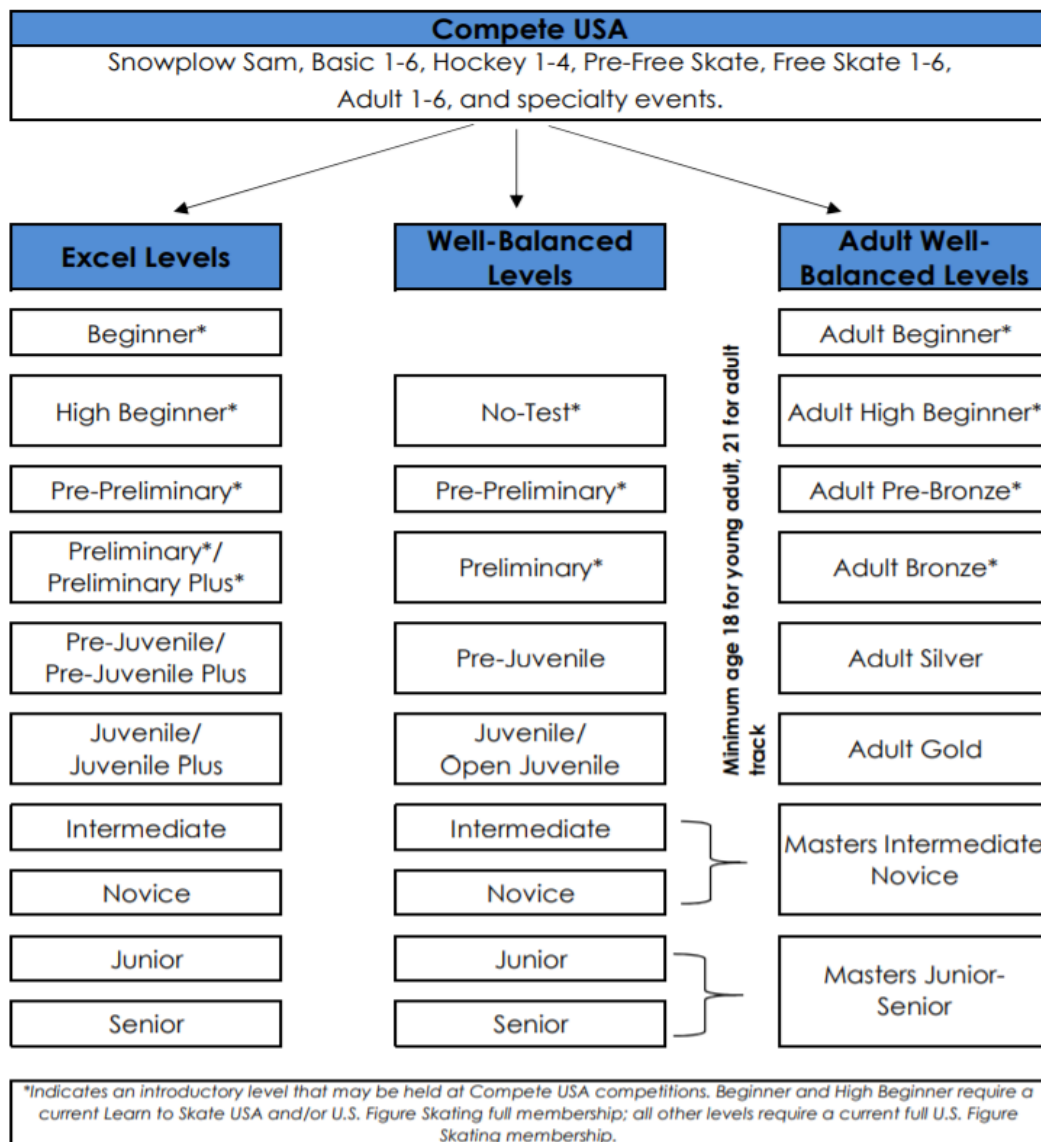 Compete USA
Snowplow Sam, Basic 1-6, Hockey 1-4, Pre-Free Skate, Free Skate 1-6,
Adult 1-6, and specialty events.
Excel Levels
Beginner*
High Beginner*
Pre-Preliminary*
Preliminary*/
Preliminary Plus*
Pre-Juvenile/
Pre-Juvenile Plus
Juvenile/
Juvenile Plus
Intermediate
Novice
Junior
Senior
Well-Balanced
Levels
No-Test*
Pre-Preliminary*
Preliminary*
Pre-Juvenile
Juvenile/
Open Juvenile
Intermediate
Novice
Junior
Senior
Minimum age 18 for young adult, 21 for adult
track
Adult Well-
Balanced Levels
Adult Beginner*
Adult High Beginner*
Adult Pre-Bronze*
Adult Bronze*
Adult Silver
Adult Gold
Masters Intermediate
Novice
Masters Junior-
Senior
*Indicates an introductory level that may be held at Compete USA competitions. Beginner and High Beginner require a
current Learn to Skate USA and/or U.S. Figure Skating full membership; all other levels require a current full U.S. Figure
Skating membership.